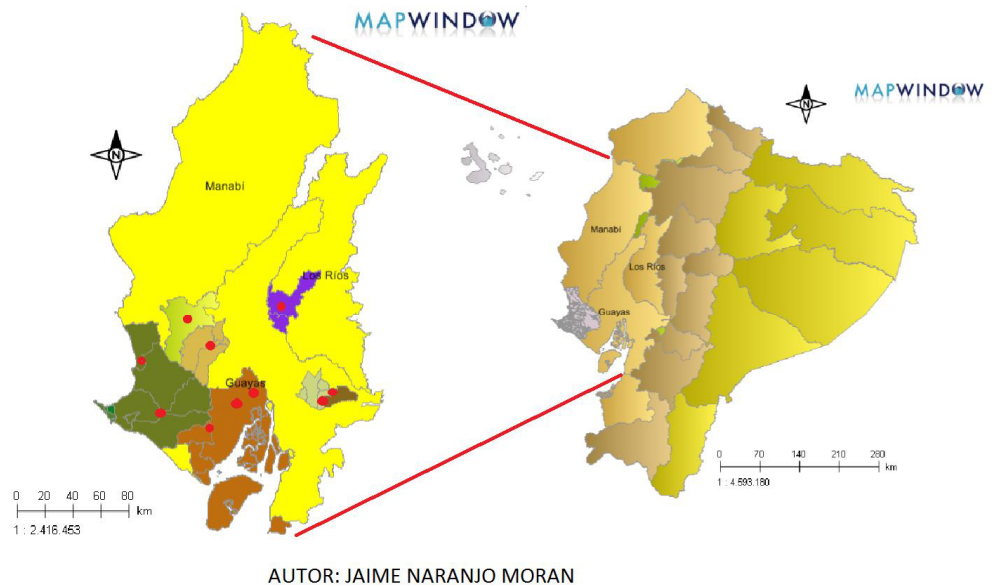 MAPWINDOW
MAPWINDOW
N
N
Manabí
Los Ríos
Guayas
Manabí
Los Ríos
Guayas
0 20 40 60 80
km
1 : 2.416.453
0 70 140 210 280
km
1 : 4.593.180
AUTOR: JAIME NARANJO MORAN